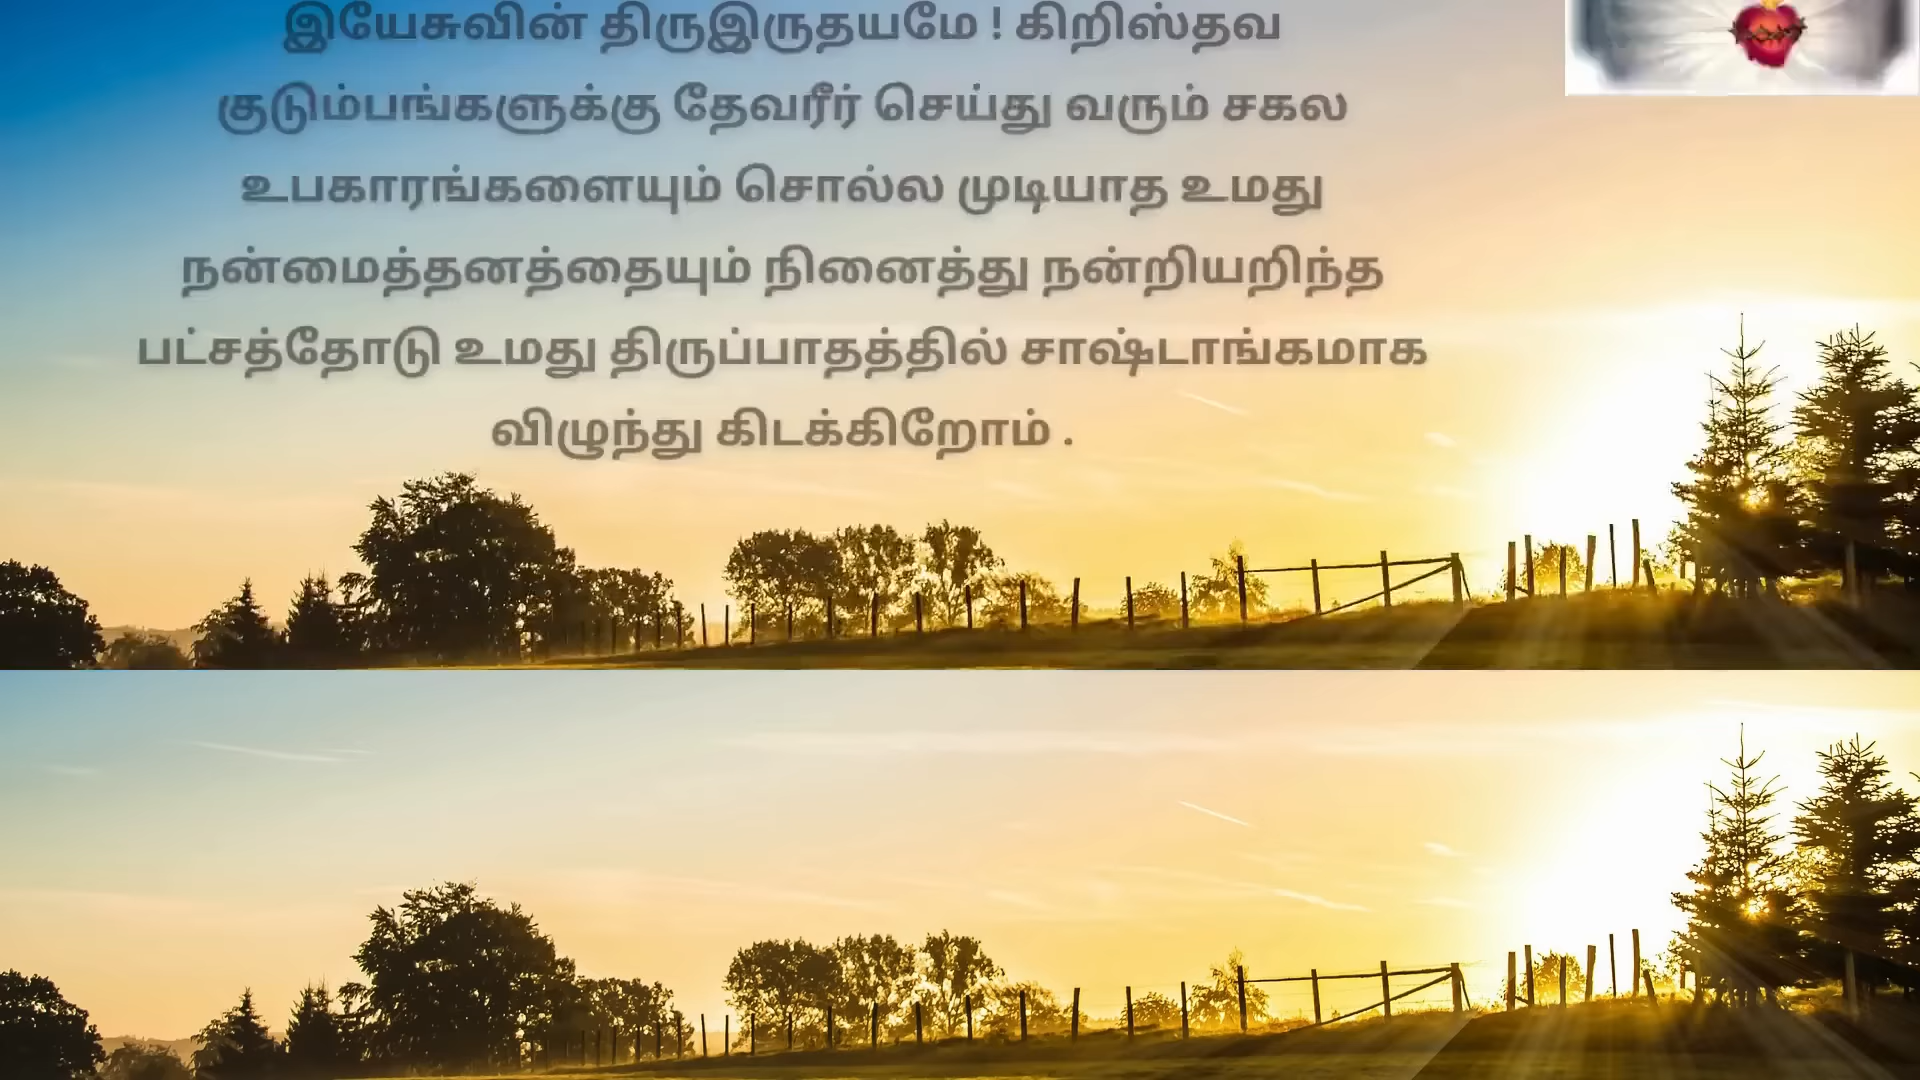 இயேசுவின் திருஇருதயமே ! கிறிஸ்தவ
குடும்பங்களுக்கு தேவரீர் செய்து வரும் சகல
உபகாரங்களையும் சொல்ல முடியாத உமது
நன்மைத்தனத்தையும் நினைத்து நன்றியறிந்த
பட்சத்தோடு உமது திருப்பாதத்தில் சாஷ்டாங்கமாக
விழுந்து கிடக்கிறோம் .